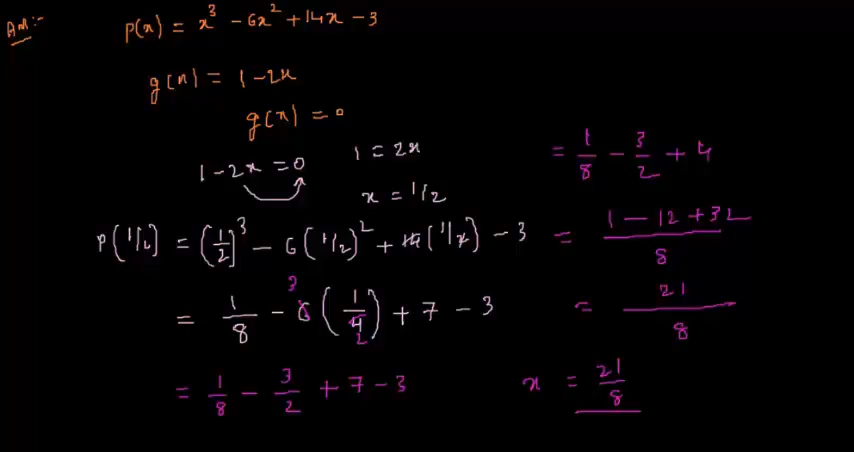 Ans:-
p(x) = x³ - 6x² + 14x - 3
g(x) = 1 - 2x
g(x) = 0
1 - 2x = 0
1 = 2x
x = 1/2
p(1/2) = (1/2)³ - 6(1/2)² + 14(1/2) - 3
= 1/8 - 6(1/4) + 7 - 3
3
2
= 1/8 - 3/2 + 7 - 3
= 1/8 - 3/2 + 4
= (1 - 12 + 32)/8
= 21/8
x = 21/8